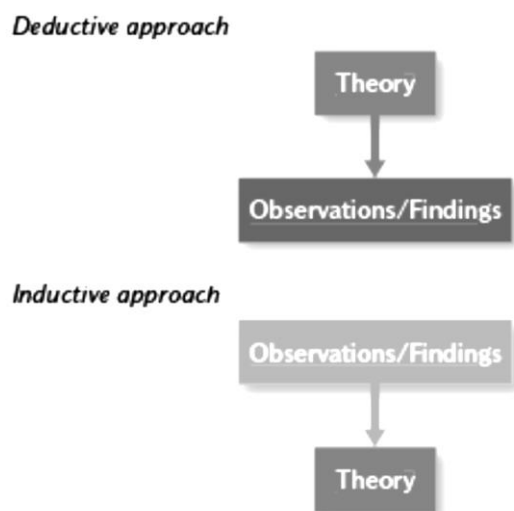 Deductive approach
Theory
Observations/Findings
Inductive approach
Observations/Findings
Theory